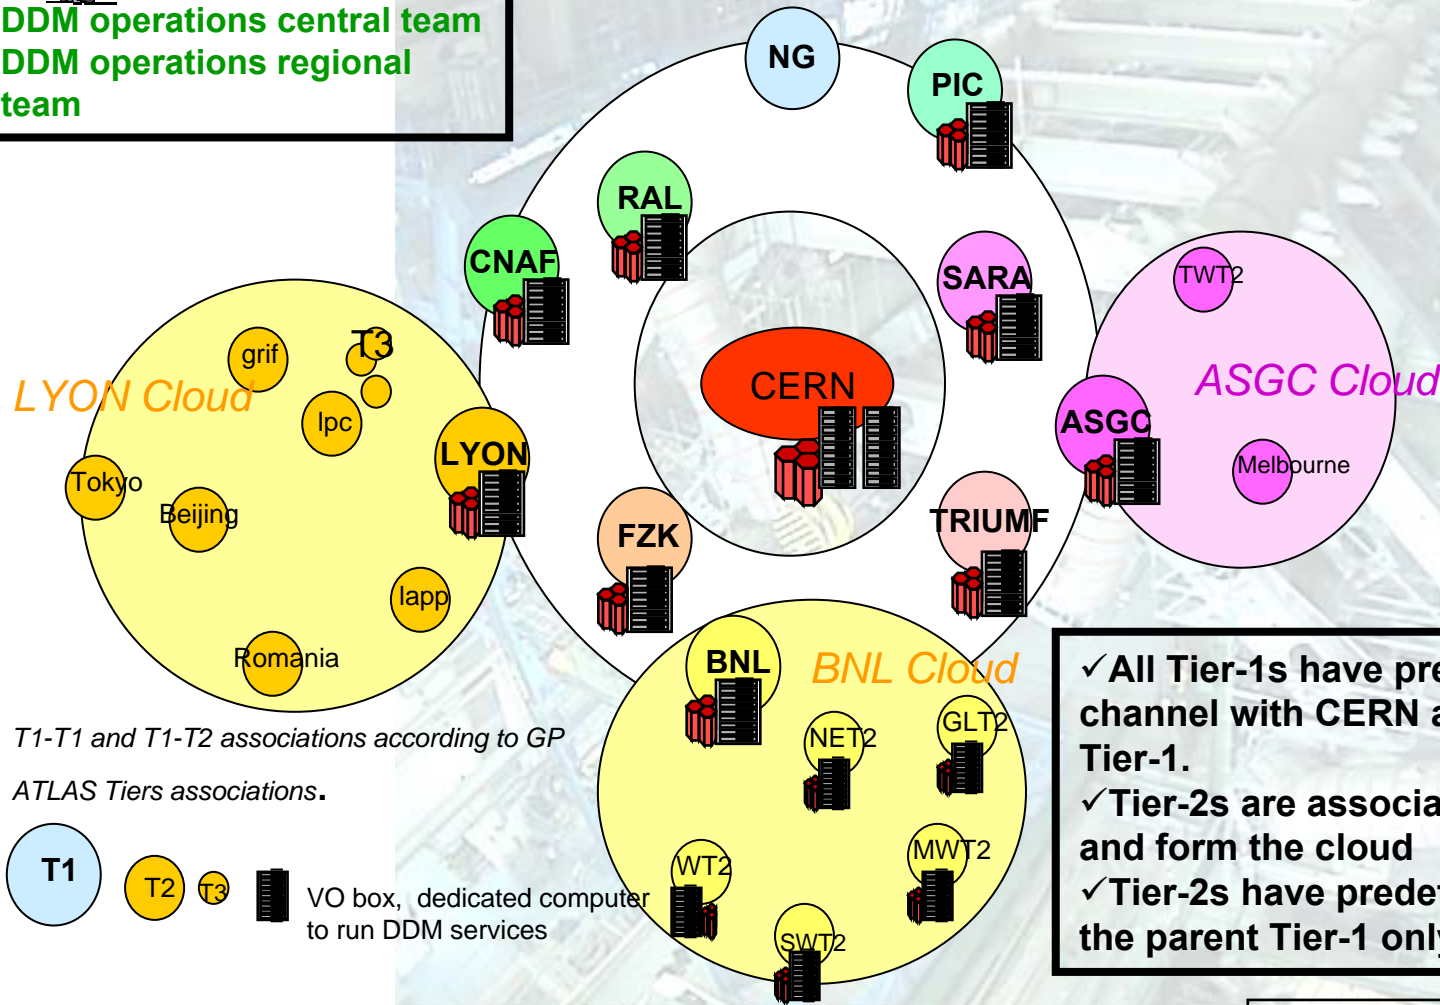 DDM operations central team
DDM operations regional
team
NG
PIC
RAL
CNAF
SARA
TWT2
grif
T3
LYON Cloud
CERN
ASGC Cloud
lpc
ASGC
LYON
Melbourne
Tokyo
Beijing
FZK
TRIUMF
lapp
Romania
BNL
BNL Cloud
NET2
GLT2
WT2
MWT2
SWT2
T1-T1 and T1-T2 associations according to GP
ATLAS Tiers associations.
T1
T2
T3
VO box, dedicated computer
to run DDM services
✓All Tier-1s have pre
channel with CERN a
Tier-1.
✓Tier-2s are associa
and form the cloud
✓Tier-2s have predef
the parent Tier-1 only